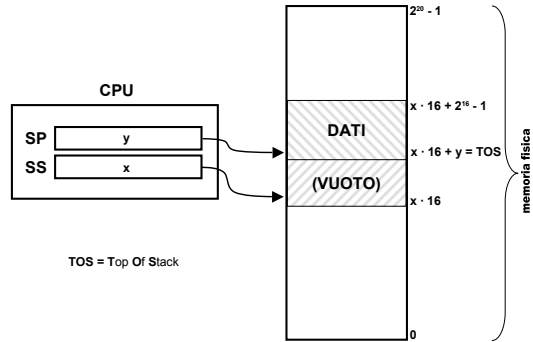 2²⁰ - 1
CPU
x · 16 + 2¹⁶ - 1
SP
y
DATI
x · 16 + y = TOS
SS
x
(VUOTO)
x · 16
memoria fisica
TOS = Top Of Stack
0